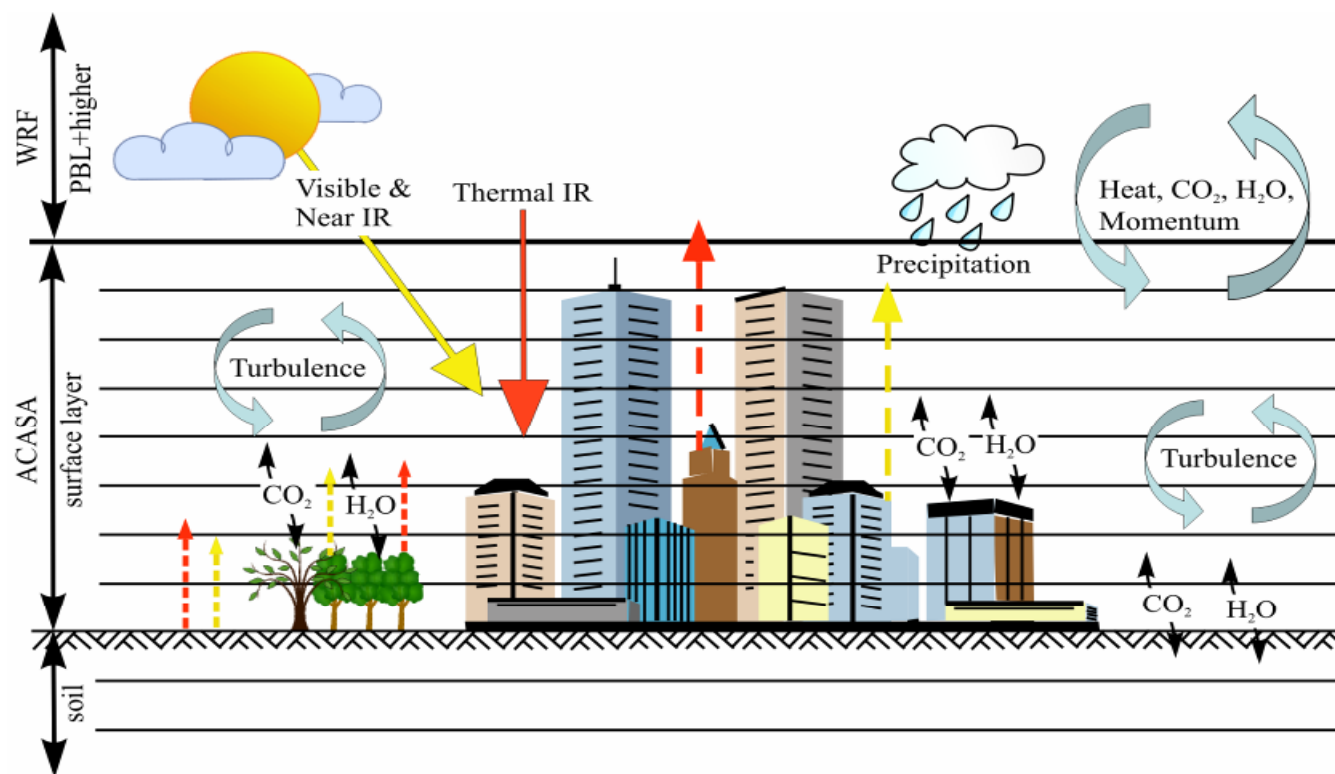 WRF
PBL+higher
Visible &
Near IR
Thermal IR
Precipitation
Heat, CO₂, H₂O,
Momentum
ACASA
surface layer
Turbulence
CO₂
H₂O
CO₂
H₂O
Turbulence
CO₂
H₂O
soil